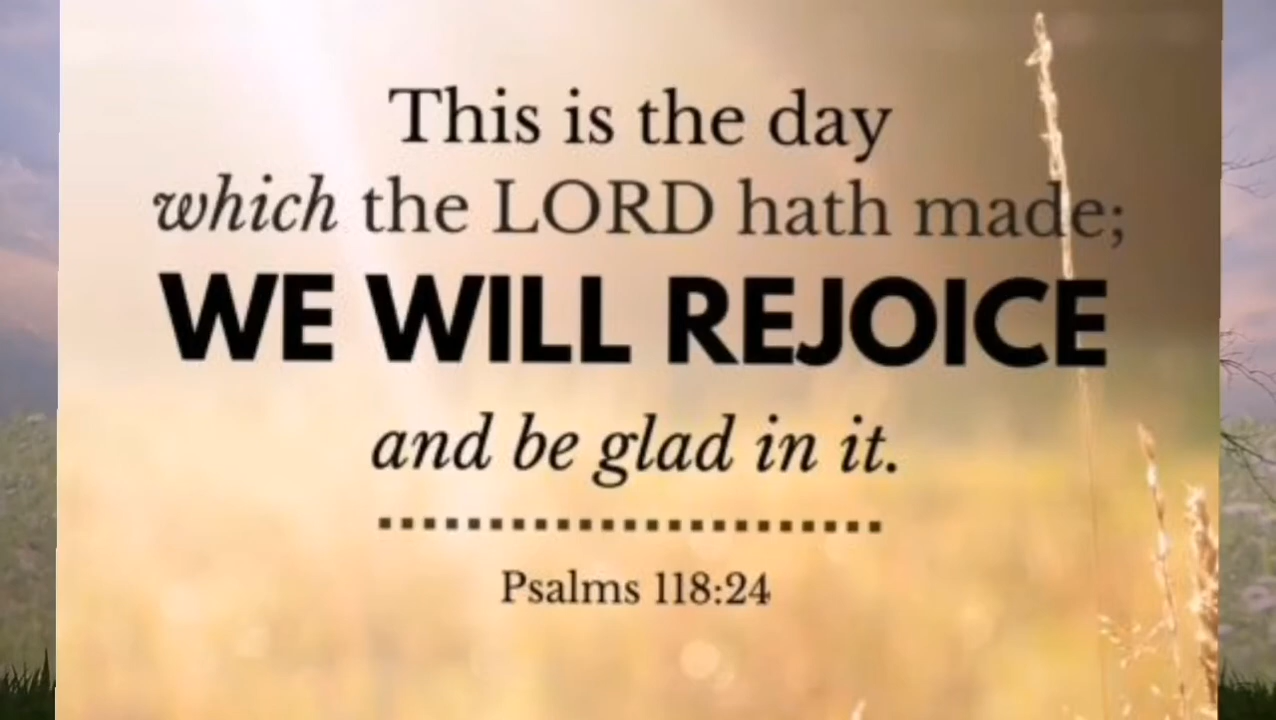 This is the day
which the LORD hath made;
WE WILL REJOICE
and be glad in it.
Psalms 118:24